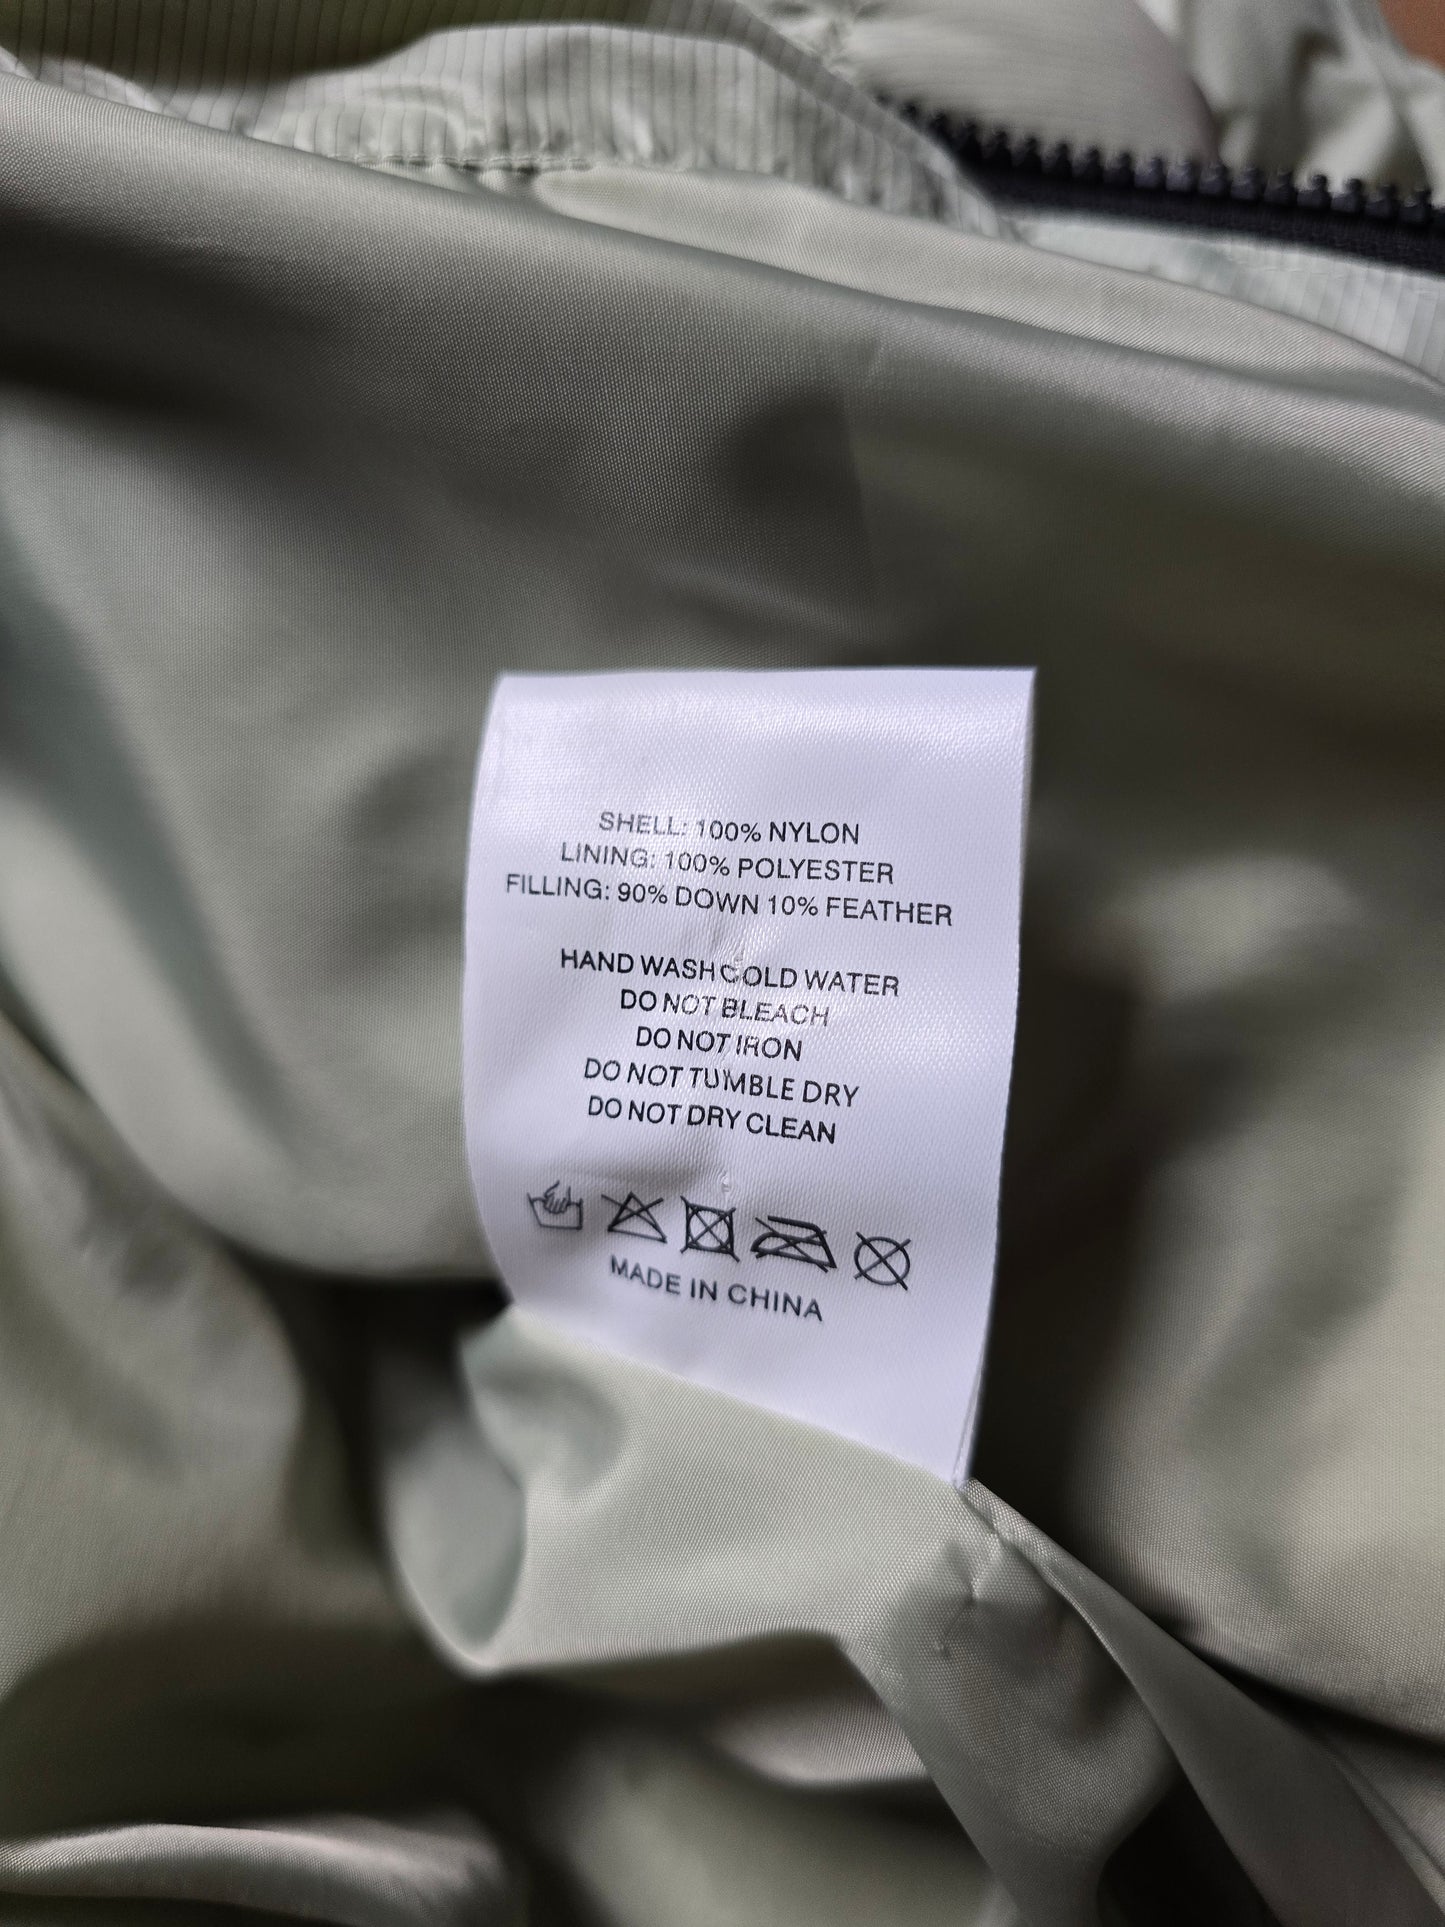 SHELL: 100% NYLON
LINING: 100% POLYESTER
FILLING: 90% DOWN 10% FEATHER
HAND WASH COLD WATER
DO NOT BLEACH
DO NOT IRON
DO NOT TUMBLE DRY
DO NOT DRY CLEAN
MADE IN CHINA